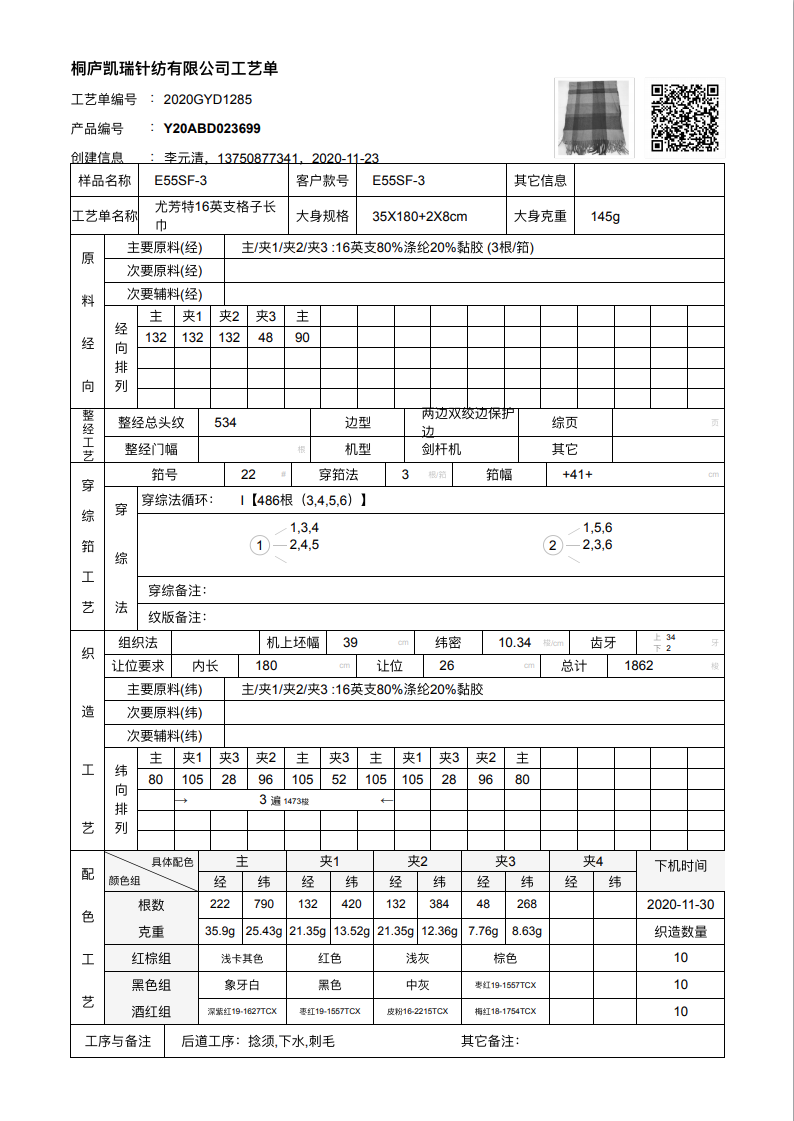 桐庐凯瑞针纺有限公司工艺单
工艺单编号 : 2020GYD1285
产品编号 : Y20ABD023699
创建信息 : 李元清, 13750877341, 2020-11-23
样品名称 E55SF-3 客户款号 E55SF-3 其它信息
工艺单名称 尤芳特16英支格子长巾 大身规格 35X180+2X8cm 大身克重 145g
原料经向
主要原料(经) 主/夹1/夹2/夹3 :16英支80%涤纶20%黏胶 (3根/筘)
次要原料(经)
次要辅料(经)
经向排列
主 夹1 夹2 夹3 主
132 132 132 48 90
整经工艺
整经总头纹 534 边型 两边双绞边保护边 综页 页
整经门幅 根 机型 剑杆机 其它
穿综筘工艺
筘号 22 # 穿筘法 3 根/筘 筘幅 +41+ cm
穿综法
穿综法循环: I【486根(3,4,5,6)】
1 1,3,4 2,4,5
2 1,5,6 2,3,6
穿综备注:
纹版备注:
织造工艺
组织法 机上坯幅 39 cm 纬密 10.34 梭/cm 齿牙 上 34 下 2 牙
让位要求 内长 180 cm 让位 26 cm 总计 1862 梭
主要原料(纬) 主/夹1/夹2/夹3 :16英支80%涤纶20%黏胶
次要原料(纬)
次要辅料(纬)
纬向排列
主 夹1 夹3 夹2 主 夹3 主 夹1 夹3 夹2 主
80 105 28 96 105 52 105 105 28 96 80
→ 3 遍 1473梭 ←
配色工艺
具体配色 颜色组 主 夹1 夹2 夹3 夹4 下机时间
经 纬 经 纬 经 纬 经 纬 经 纬
根数 222 790 132 420 132 384 48 268 2020-11-30
克重 35.9g 25.43g 21.35g 13.52g 21.35g 12.36g 7.76g 8.63g 织造数量
红棕组 浅卡其色 红色 浅灰 棕色 10
黑色组 象牙白 黑色 中灰 枣红19-1557TCX 10
酒红组 深紫红19-1627TCX 枣红19-1557TCX 皮粉16-2215TCX 梅红18-1754TCX 10
工序与备注 后道工序: 捻须,下水,刺毛 其它备注: